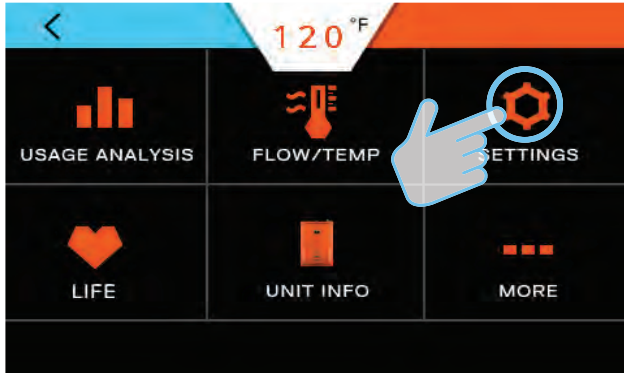 120 °F
USAGE ANALYSIS
FLOW/TEMP
SETTINGS
LIFE
UNIT INFO
MORE